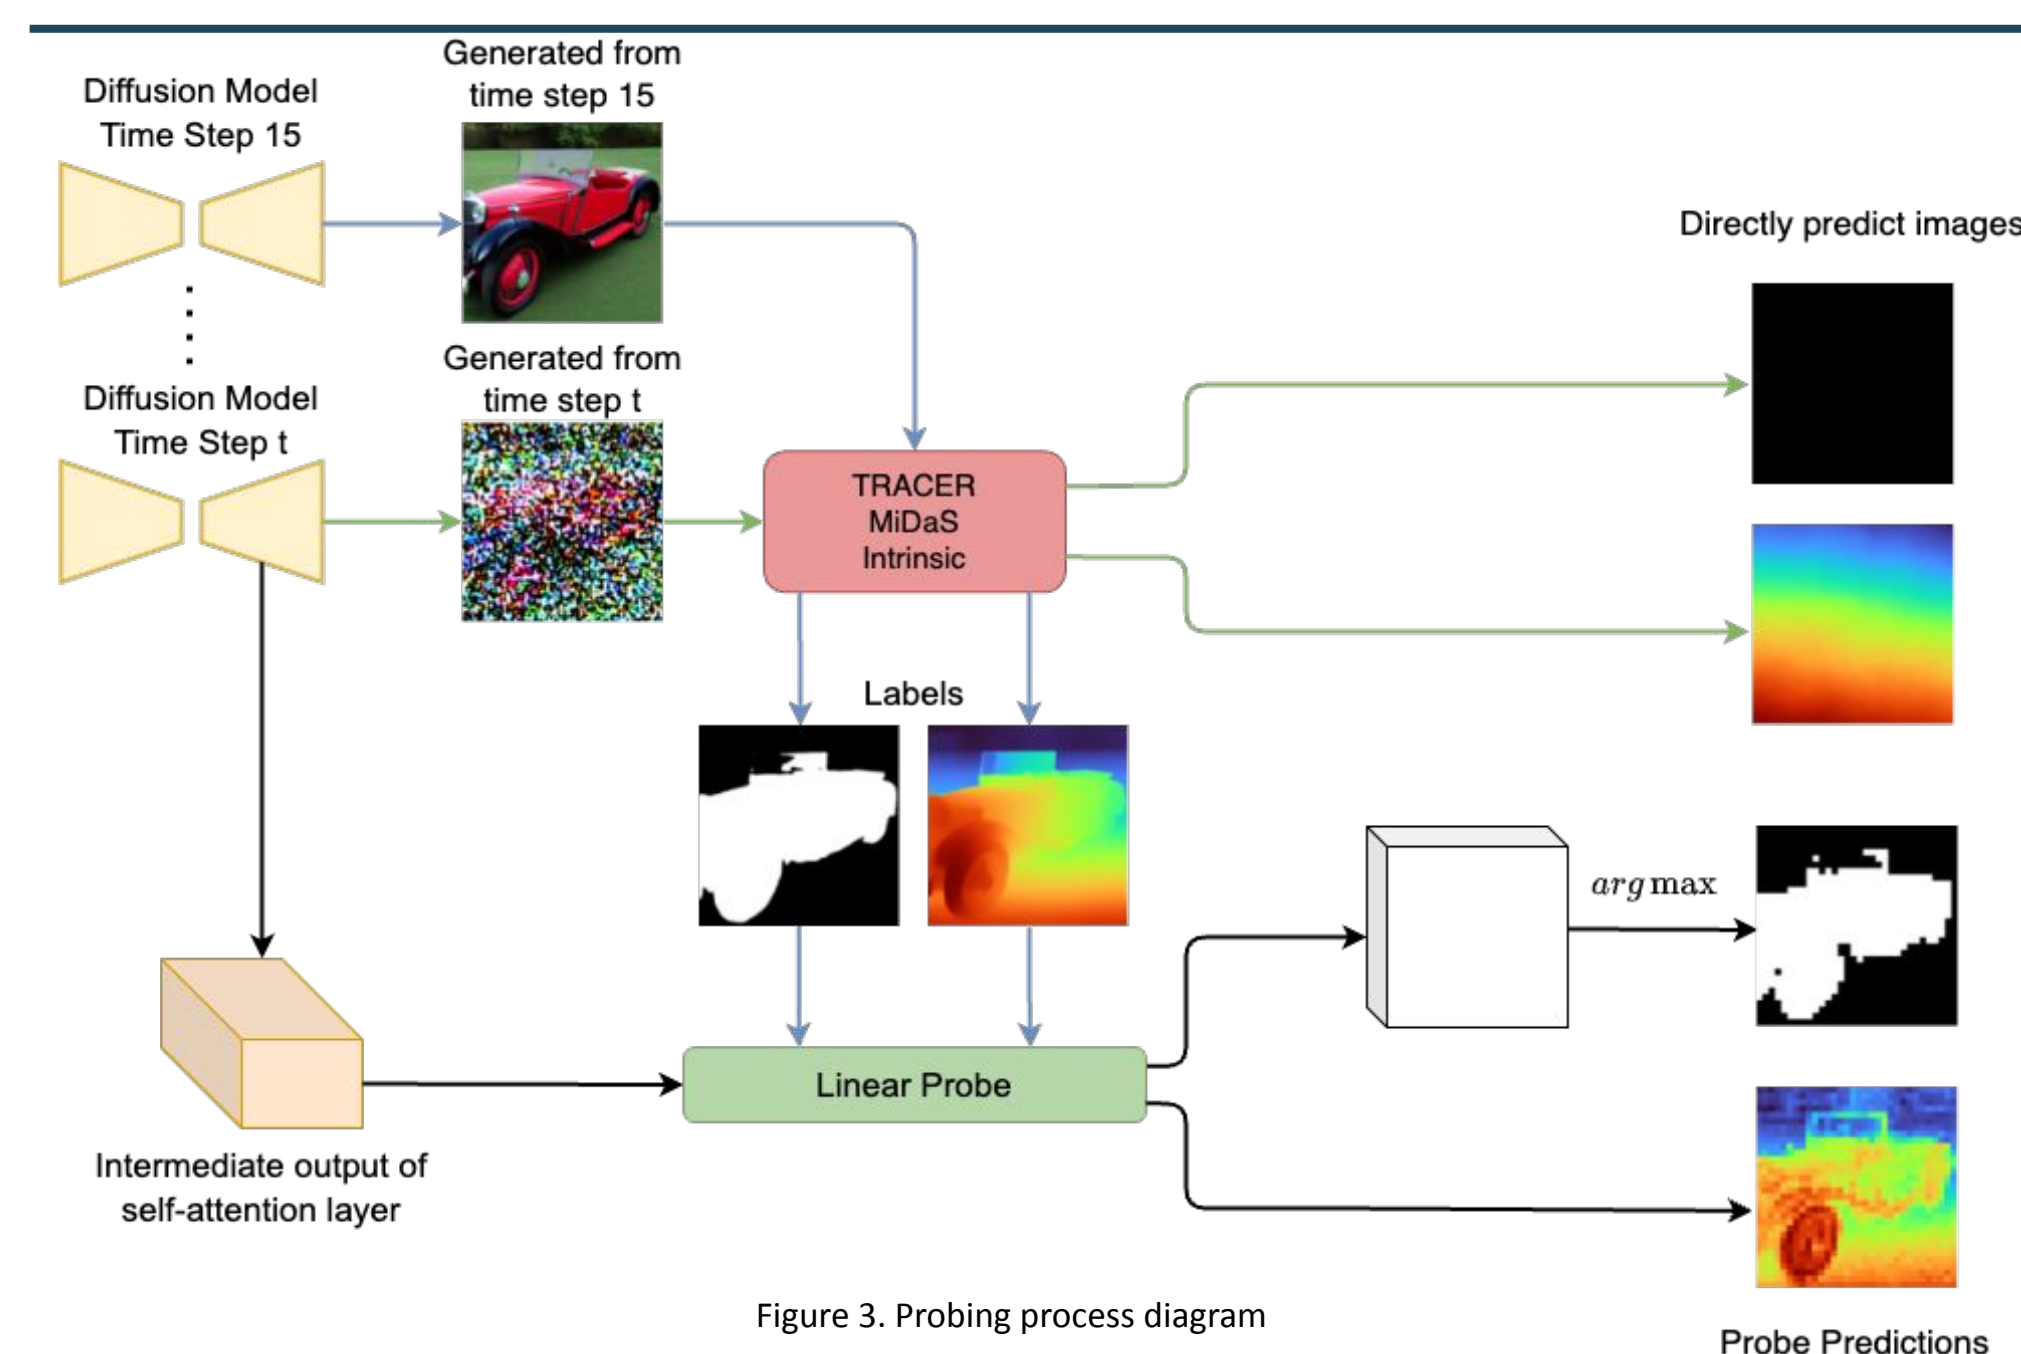 Generated from
time step 15
Diffusion Model
Time Step 15
Directly predict images
Generated from
time step t
Diffusion Model
Time Step t
TRACER
MiDaS
Intrinsic
Labels
arg max
Linear Probe
Intermediate output of
self-attention layer
Figure 3. Probing process diagram
Probe Predictions